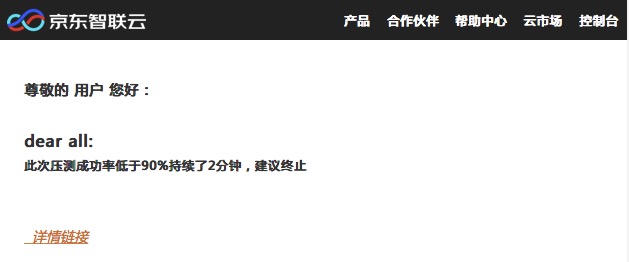 京东智联云 产品 合作伙伴 帮助中心 云市场 控制台
尊敬的 用户 您好：
dear all:
此次压测成功率低于90%持续了2分钟，建议终止
详情链接